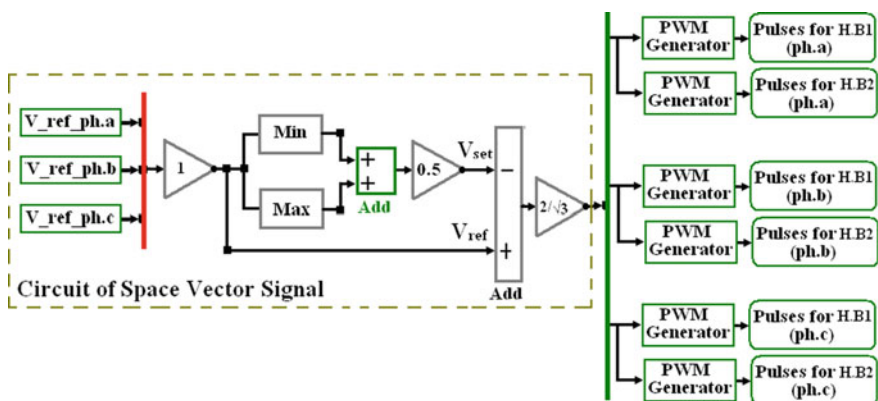 V_ref_ph.a
V_ref_ph.b
V_ref_ph.c
1
Min
Max
+
+
Add
0.5
V_set
V_ref
−
+
Add
2/√3
Circuit of Space Vector Signal
PWM
Generator
Pulses for H.B1
(ph.a)
PWM
Generator
Pulses for H.B2
(ph.a)
PWM
Generator
Pulses for H.B1
(ph.b)
PWM
Generator
Pulses for H.B2
(ph.b)
PWM
Generator
Pulses for H.B1
(ph.c)
PWM
Generator
Pulses for H.B2
(ph.c)